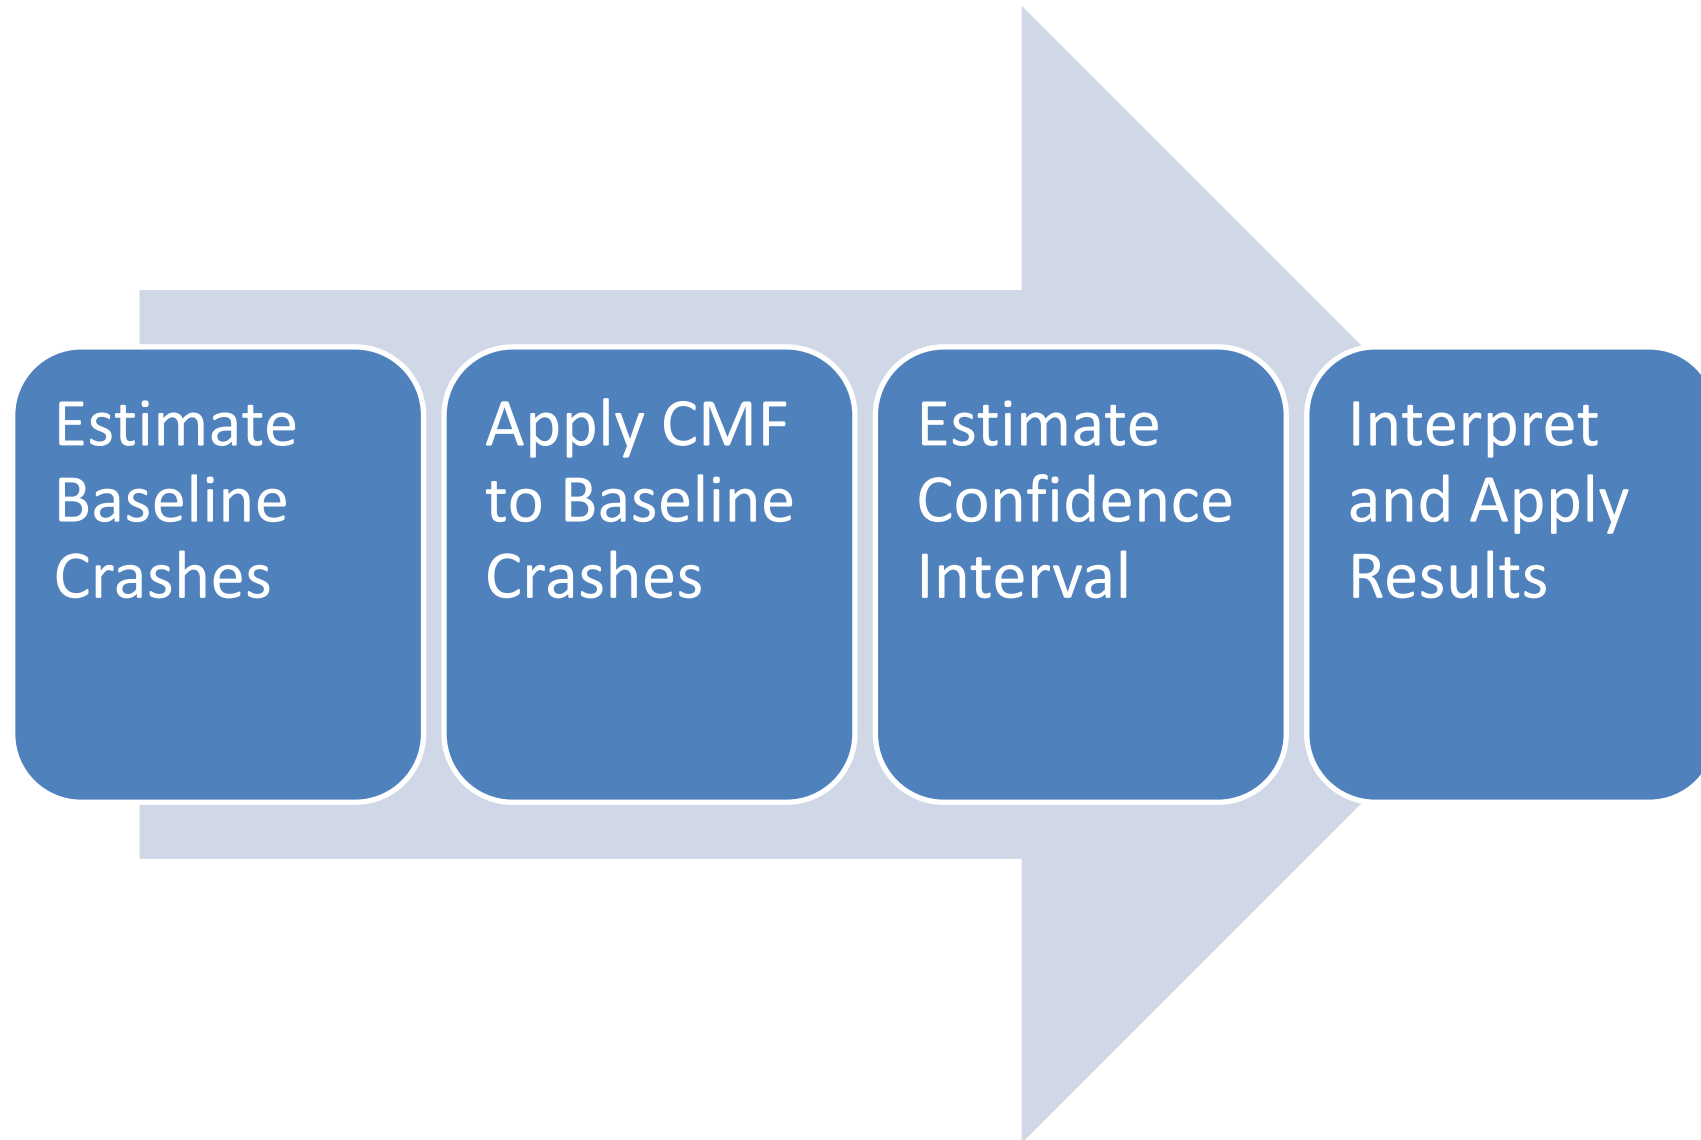 Estimate
Baseline
Crashes
Apply CMF
to Baseline
Crashes
Estimate
Confidence
Interval
Interpret
and Apply
Results